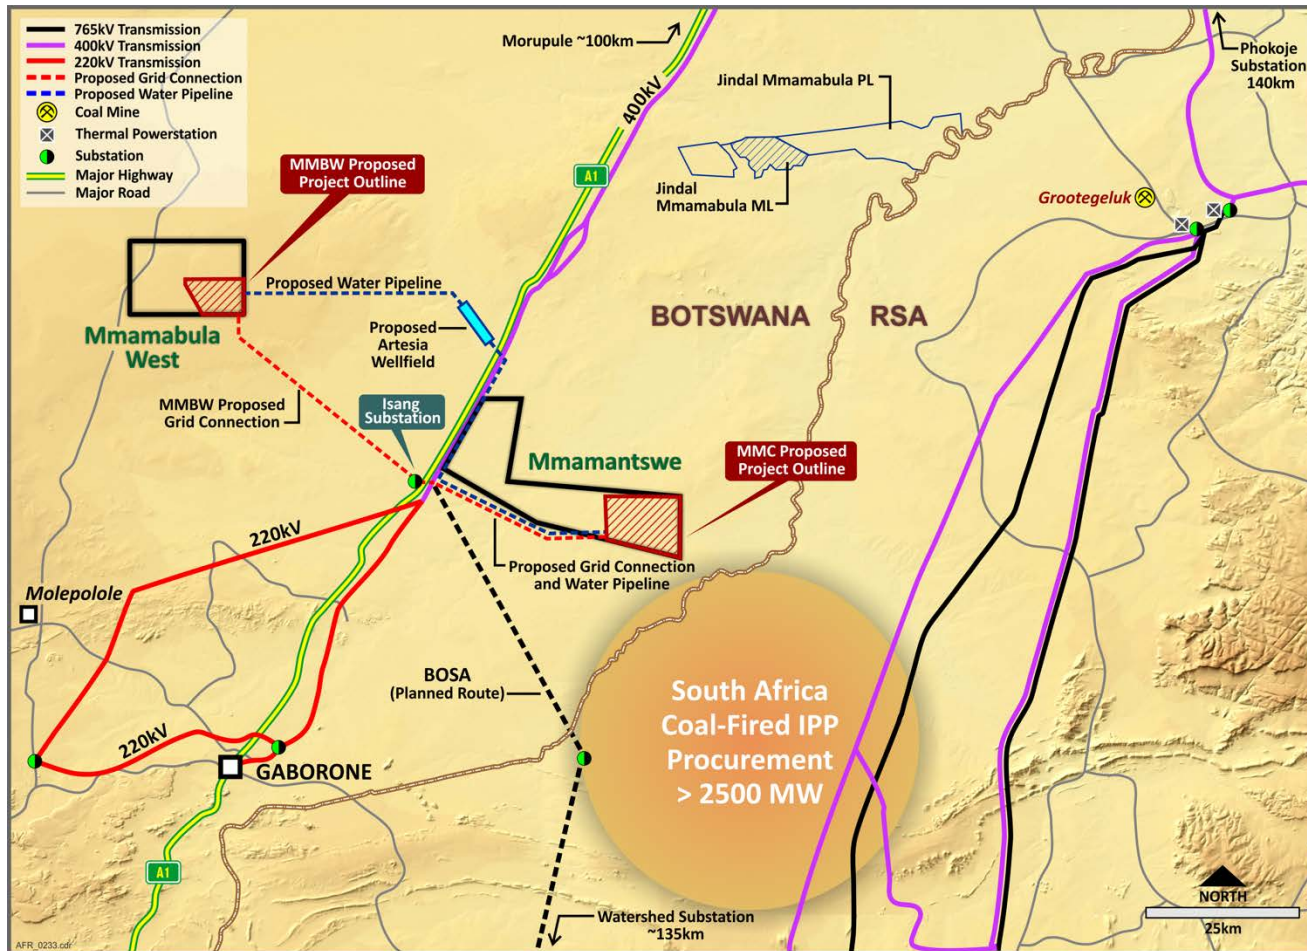 765kV Transmission
400kV Transmission
220kV Transmission
Proposed Grid Connection
Proposed Water Pipeline
Coal Mine
Thermal Powerstation
Substation
Major Highway
Major Road
Morupule ~100km
400kV
A1
Jindal Mmamabula PL
Jindal
Mmamabula ML
Phokoje
Substation
140km
Grootegeluk
MMBW Proposed
Project Outline
Proposed Water Pipeline
Proposed
Artesia
Wellfield
Mmamabula
West
MMBW Proposed
Grid Connection
Isang
Substation
BOTSWANA
RSA
Mmamantswe
MMC Proposed
Project Outline
Proposed Grid Connection
and Water Pipeline
220kV
Molepolole
BOSA
(Planned Route)
South Africa
Coal-Fired IPP
Procurement
> 2500 MW
220kV
GABORONE
A1
Watershed Substation
~135km
NORTH
25km
AFR_0233.cdr